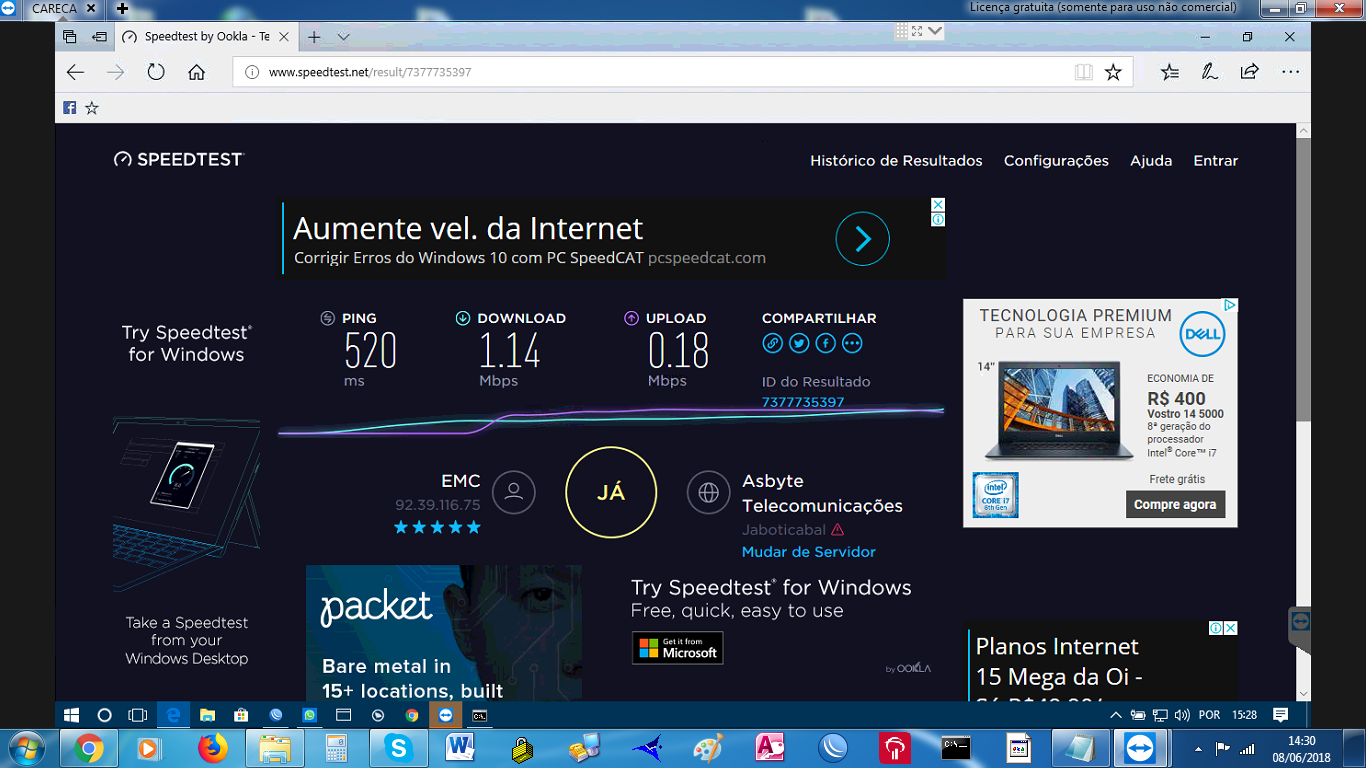 CARECA
Licença gratuita (somente para uso não comercial)
Speedtest by Ookla - Te
www.speedtest.net/result/7377735397
SPEEDTEST
Histórico de Resultados
Configurações
Ajuda
Entrar
Aumente vel. da Internet
Corrigir Erros do Windows 10 com PC SpeedCAT pcspeedcat.com
Try Speedtest®
for Windows
PING
520
ms
DOWNLOAD
1.14
Mbps
UPLOAD
0.18
Mbps
COMPARTILHAR
ID do Resultado
7377735397
TECNOLOGIA PREMIUM
PARA SUA EMPRESA
DELL
14"
ECONOMIA DE
R$ 400
Vostro 14 5000
8ª geração do
processador
Intel® Core™ i7
Frete grátis
Compre agora
intel
CORE i7
8th Gen
EMC
92.39.116.75
JÁ
Asbyte
Telecomunicações
Jaboticabal
Mudar de Servidor
Take a Speedtest
from your
Windows Desktop
packet
Bare metal in
15+ locations, built
Try Speedtest® for Windows
Free, quick, easy to use
Get it from
Microsoft
by OOKLA
Planos Internet
15 Mega da Oi -
POR
15:28
14:30
08/06/2018